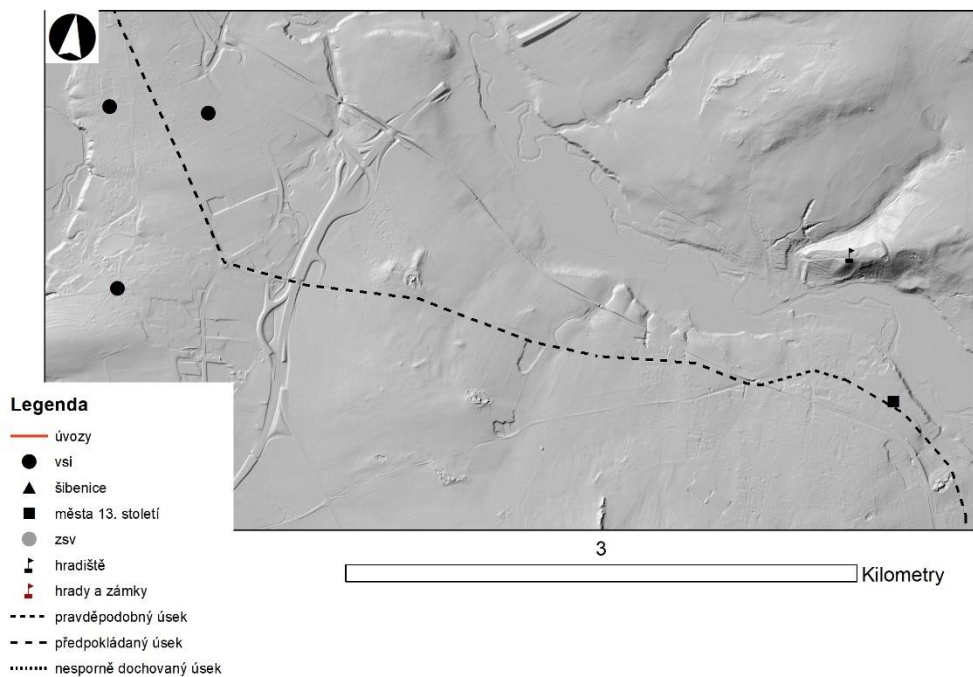 3
Kilometry
Legenda
úvozy
vsi
šibenice
města 13. století
zsv
hradiště
hrady a zámky
pravděpodobný úsek
předpokládaný úsek
nesporně dochovaný úsek